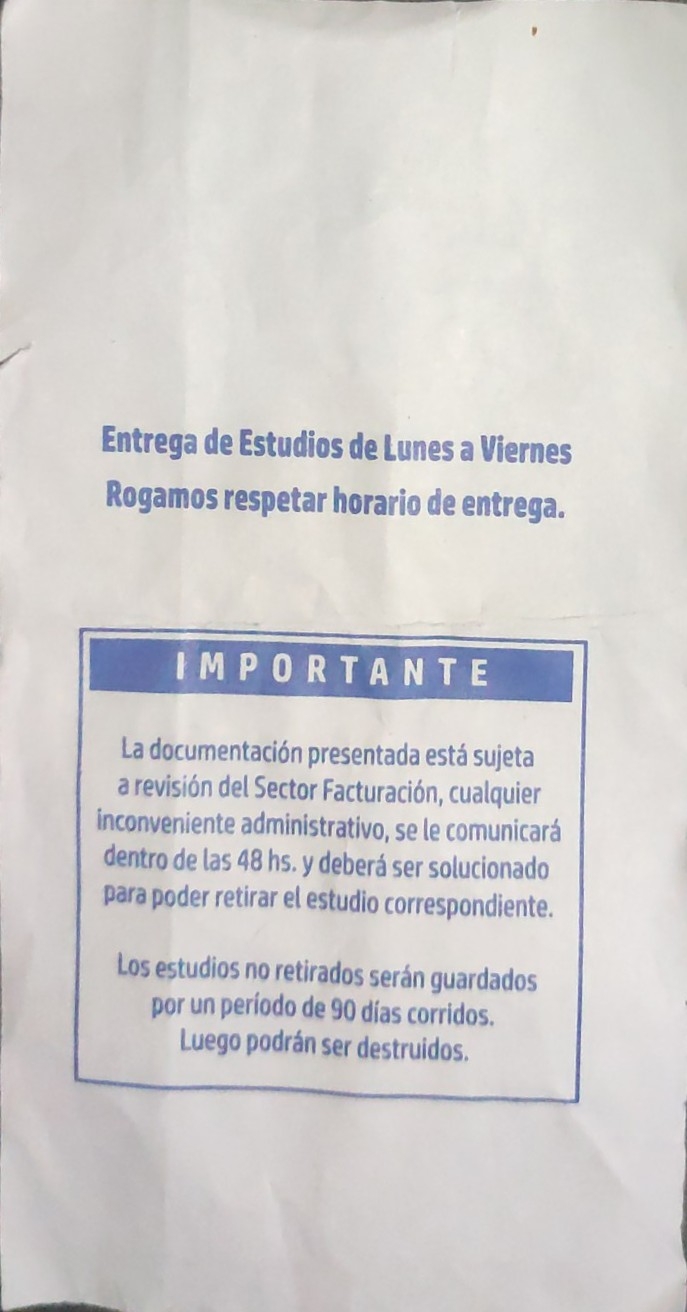 Entrega de Estudios de Lunes a Viernes
Rogamos respetar horario de entrega.
IMPORTANTE
La documentación presentada está sujeta
a revisión del Sector Facturación, cualquier
inconveniente administrativo, se le comunicará
dentro de las 48 hs. y deberá ser solucionado
para poder retirar el estudio correspondiente.
Los estudios no retirados serán guardados
por un período de 90 días corridos.
Luego podrán ser destruidos.